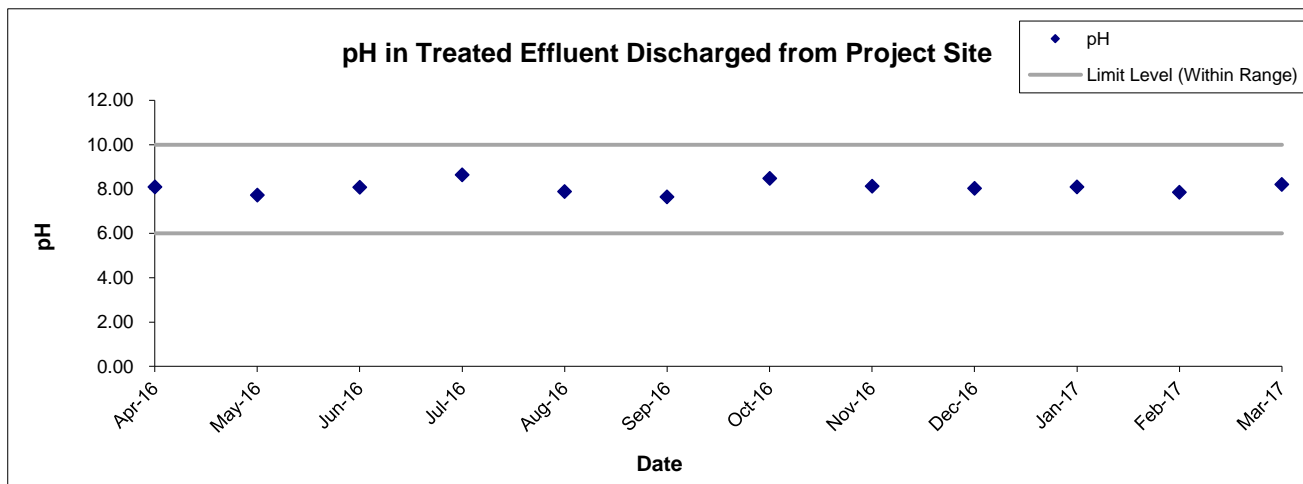 pH in Treated Effluent Discharged from Project Site
pH
Limit Level (Within Range)
12.00
10.00
8.00
6.00
4.00
2.00
0.00
pH
Apr-16
May-16
Jun-16
Jul-16
Aug-16
Sep-16
Oct-16
Nov-16
Dec-16
Jan-17
Feb-17
Mar-17
Date